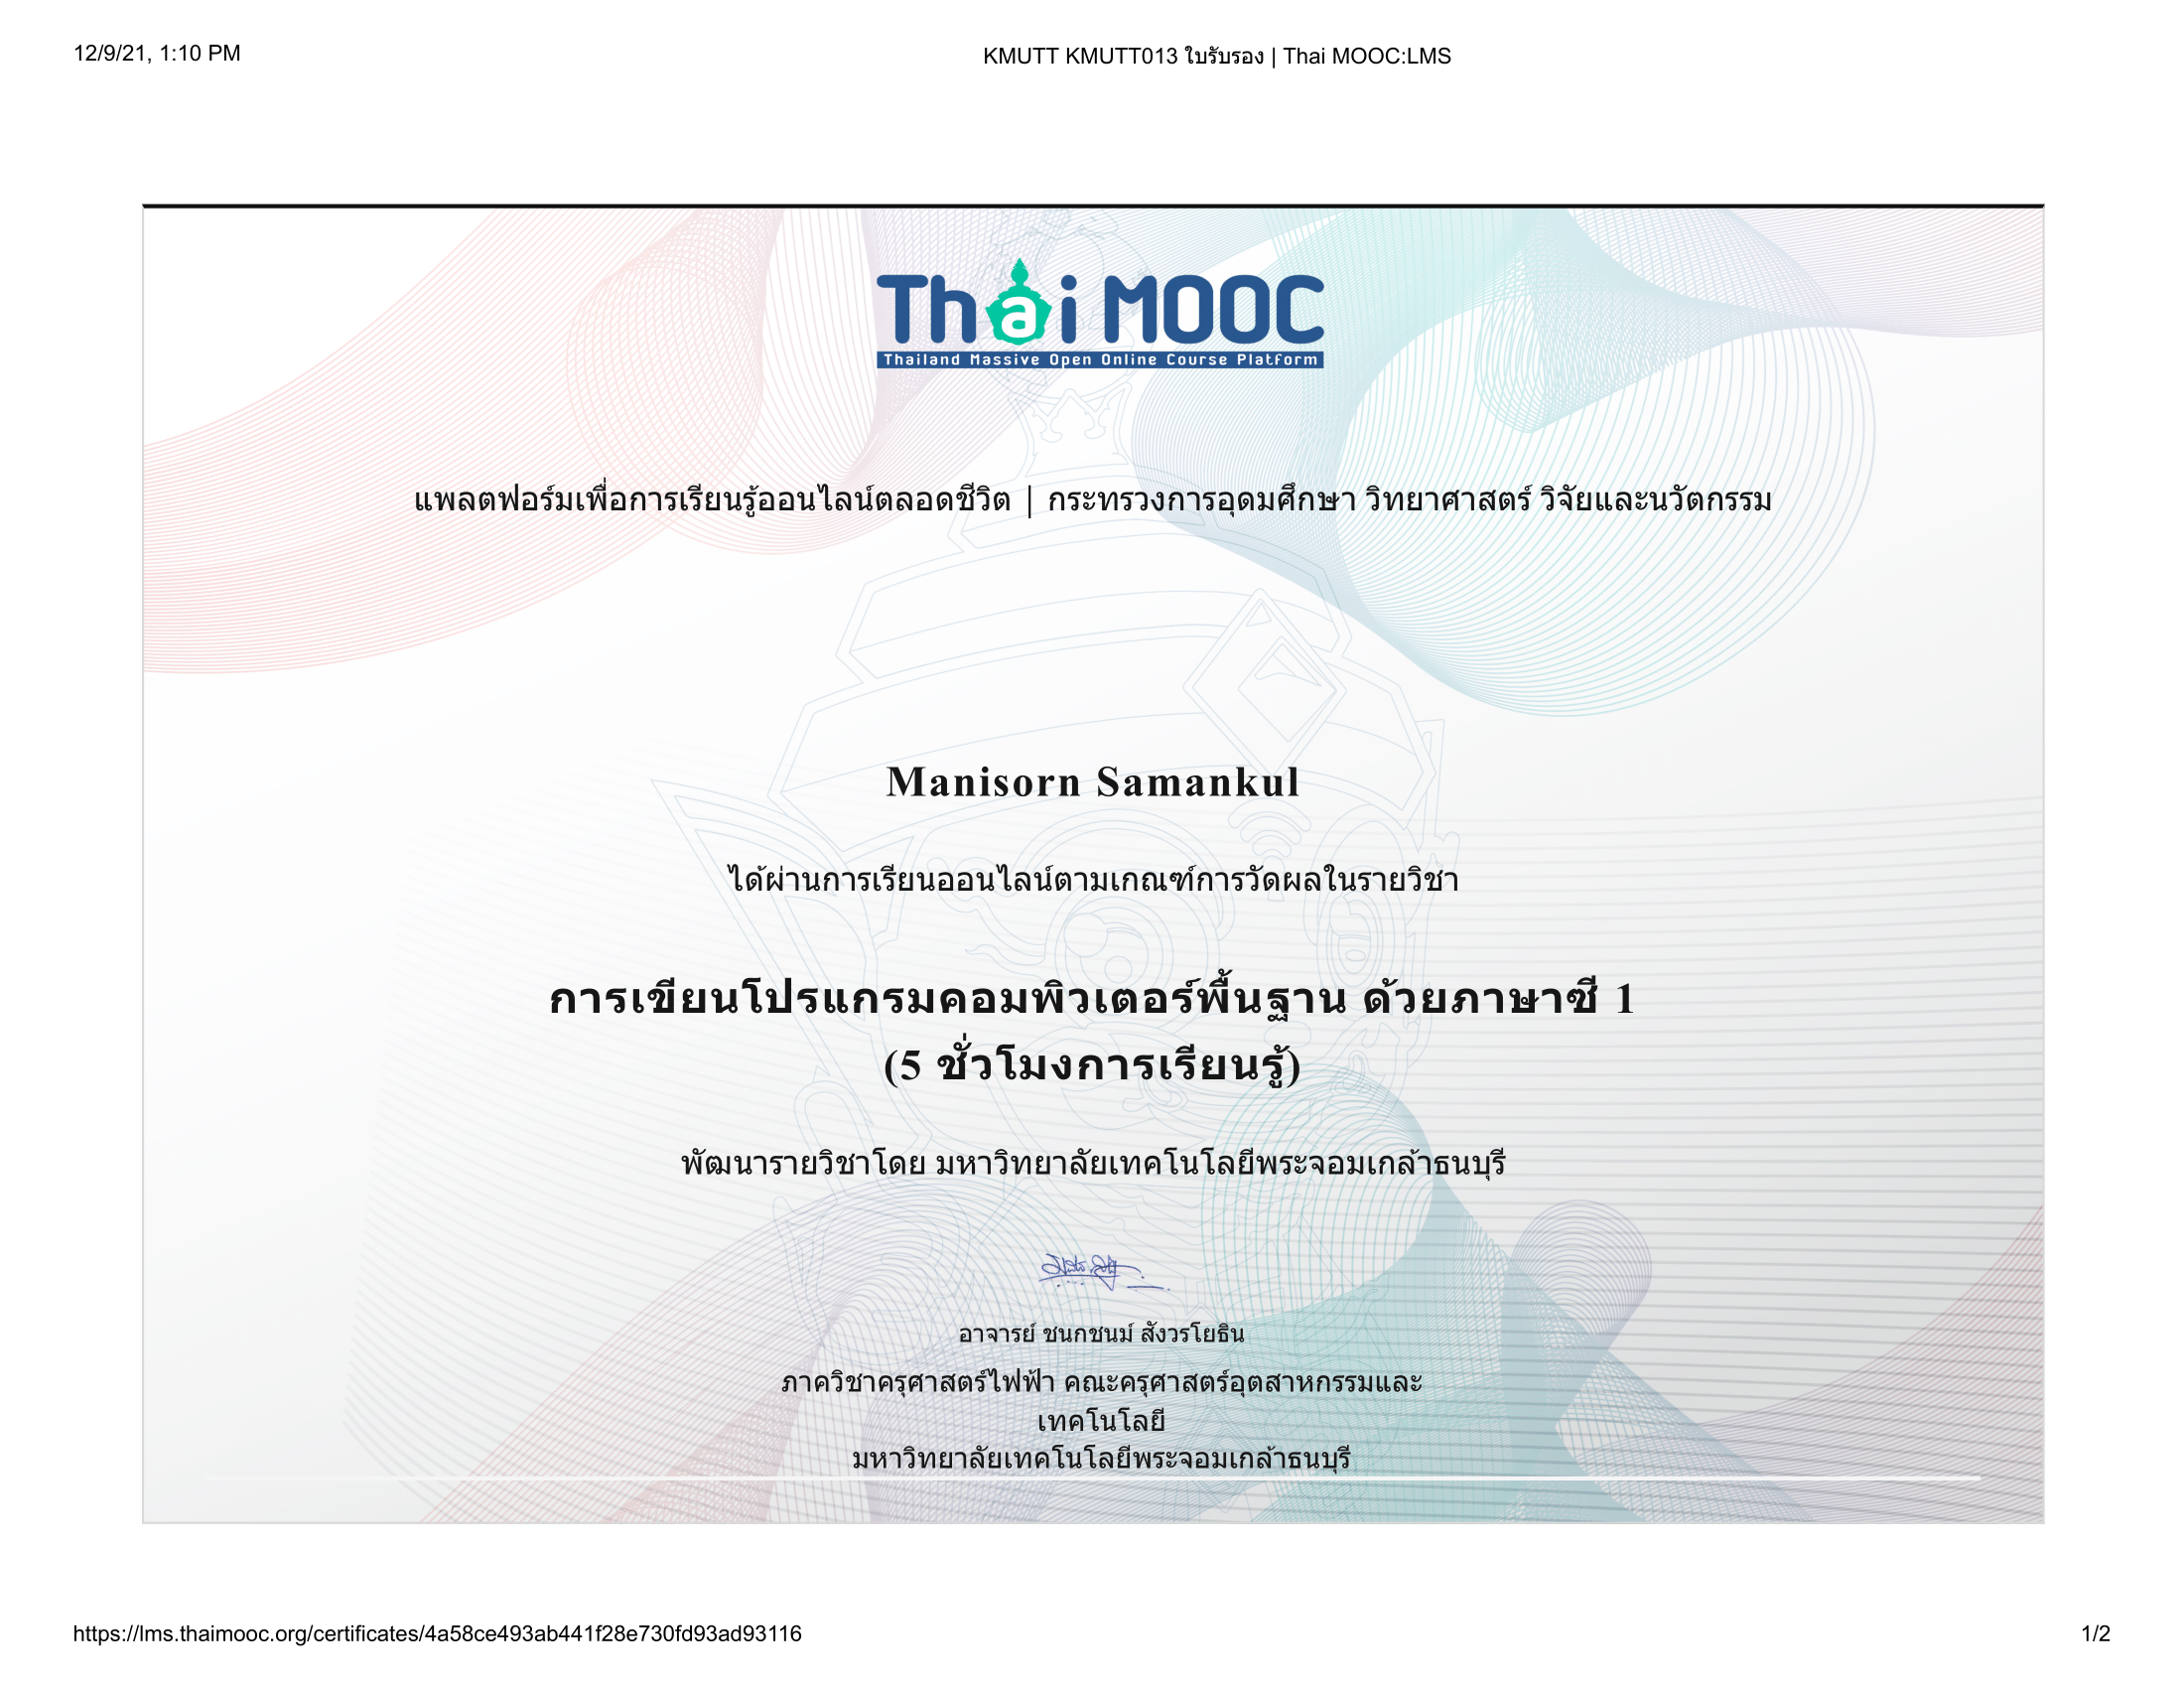 12/9/21, 1:10 PM
KMUTT KMUTT013 ใบรับรอง | Thai MOOC:LMS
Thai MOOC
Thailand Massive Open Online Course Platform
แพลตฟอร์มเพื่อการเรียนรู้ออนไลน์ตลอดชีวิต | กระทรวงการอุดมศึกษา วิทยาศาสตร์ วิจัยและนวัตกรรม
Manisorn Samankul
ได้ผ่านการเรียนออนไลน์ตามเกณฑ์การวัดผลในรายวิชา
การเขียนโปรแกรมคอมพิวเตอร์พื้นฐาน ด้วยภาษาซี 1
(5 ชั่วโมงการเรียนรู้)
พัฒนารายวิชาโดย มหาวิทยาลัยเทคโนโลยีพระจอมเกล้าธนบุรี
อาจารย์ ชนกชนม์ สังวรโยธิน
ภาควิชาครุศาสตร์ไฟฟ้า คณะครุศาสตร์อุตสาหกรรมและ
เทคโนโลยี
มหาวิทยาลัยเทคโนโลยีพระจอมเกล้าธนบุรี
https://lms.thaimooc.org/certificates/4a58ce493ab441f28e730fd93ad93116
1/2